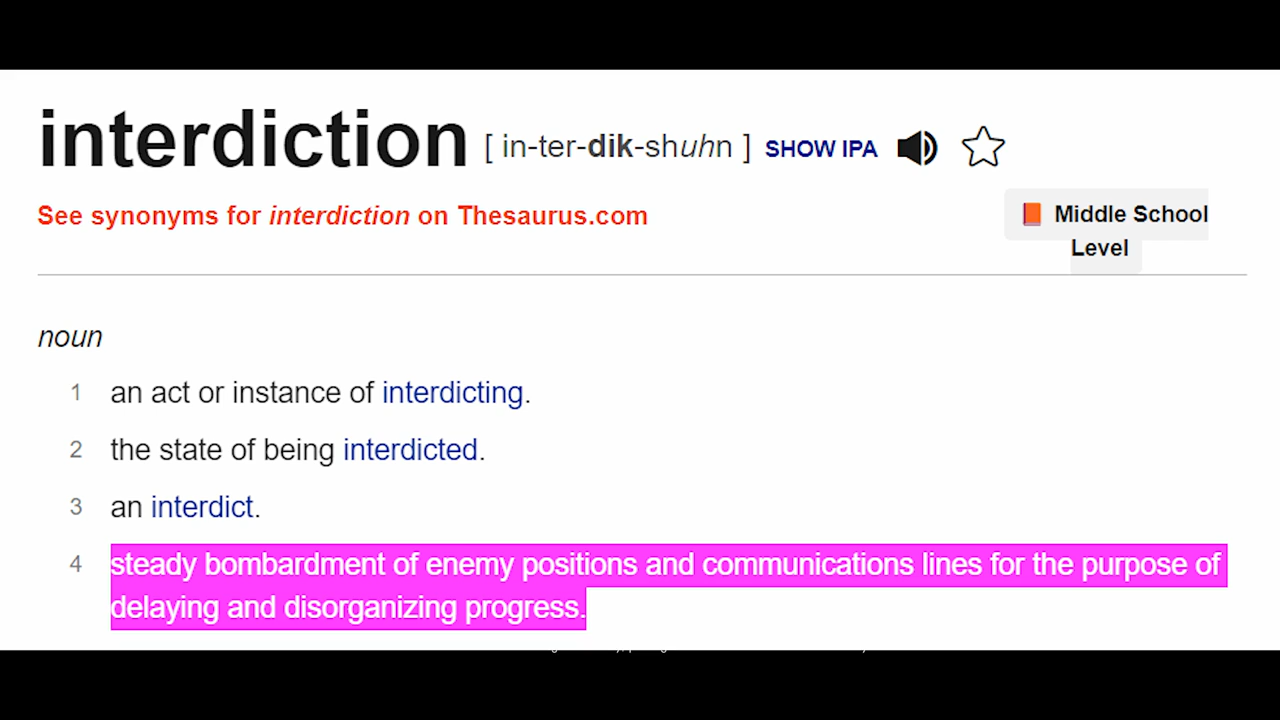 interdiction [ in-ter-dik-shuhn ] SHOW IPA
See synonyms for interdiction on Thesaurus.com
Middle School
Level
noun
1 an act or instance of interdicting.
2 the state of being interdicted.
3 an interdict.
4 steady bombardment of enemy positions and communications lines for the purpose of
delaying and disorganizing progress.